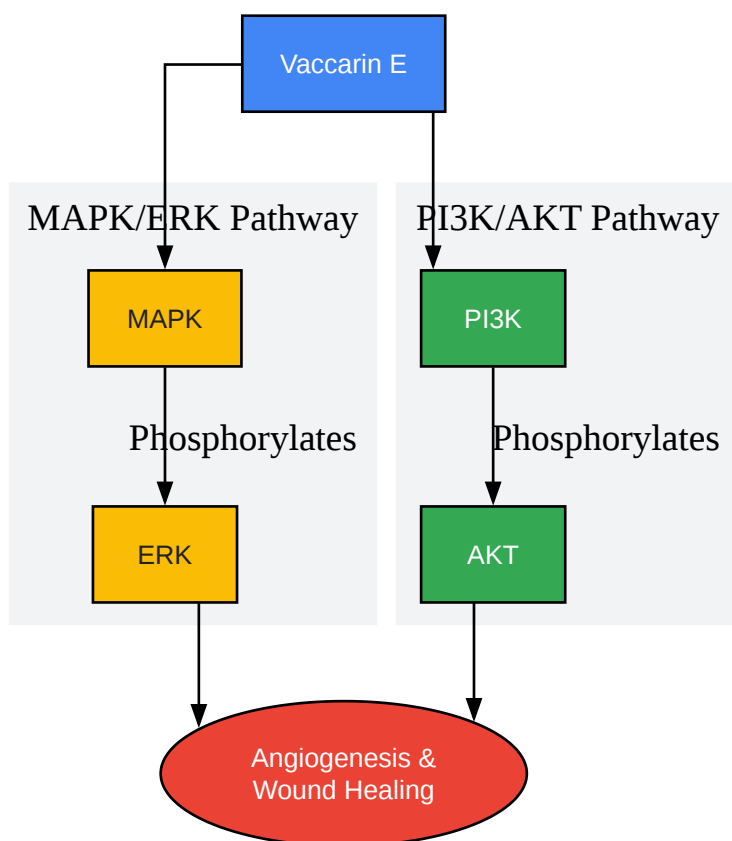 Vaccarin E
MAPK/ERK Pathway
PI3K/AKT Pathway
MAPK
PI3K
Phosphorylates
Phosphorylates
ERK
AKT
Angiogenesis &
Wound Healing